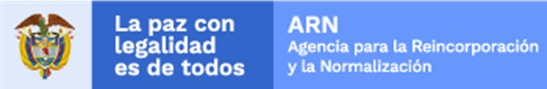 La paz con
legalidad
es de todos
ARN
Agencia para la Reincorporación
y la Normalización